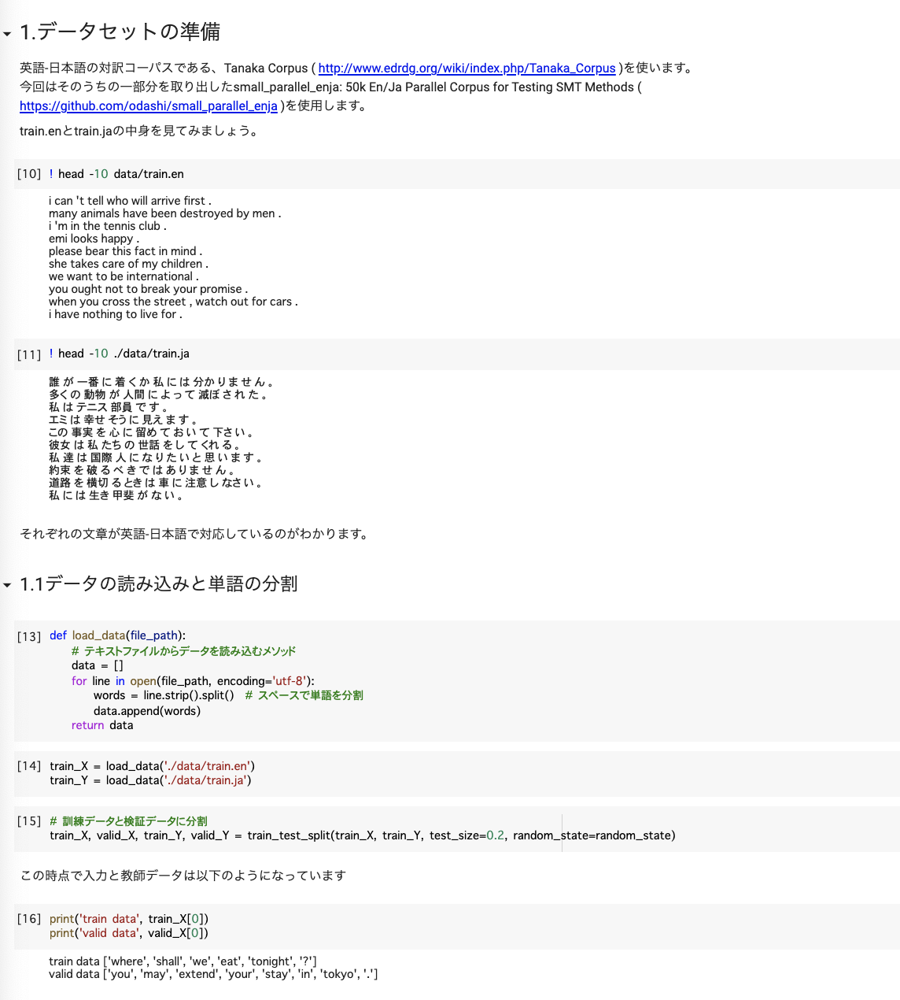 1.データセットの準備
英語-日本語の対訳コーパスである、Tanaka Corpus ( http://www.edrdg.org/wiki/index.php/Tanaka_Corpus )を使います。
今回はそのうちの一部分を取り出したsmall_parallel_enja: 50k En/Ja Parallel Corpus for Testing SMT Methods (
https://github.com/odashi/small_parallel_enja )を使用します。
train.enとtrain.jaの中身を見てみましょう。
[10] ! head -10 data/train.en
i can 't tell who will arrive first .
many animals have been destroyed by men .
i 'm in the tennis club .
emi looks happy .
please bear this fact in mind .
she takes care of my children .
we want to be international .
you ought not to break your promise .
when you cross the street , watch out for cars .
i have nothing to live for .
[11] ! head -10 ./data/train.ja
誰 が 一番 に 着 く か 私 に は 分か り ま せ ん 。
多く の 動物 が 人間 に よ っ て 滅ぼ さ れ た 。
私 は テニス 部員 で す 。
エミ は 幸せ そう に 見え ま す 。
この 事実 を 心 に 留め て お い て 下さ い 。
彼女 は 私 たち の 世話 を し て くれ る 。
私 達 は 国際 人 に な り た い と 思 い ま す 。
約束 を 破 る べ き で は あ り ま せ ん 。
道路 を 横切 る とき は 車 に 注意 し なさ い 。
私 に は 生き 甲斐 が な い 。
それぞれの文章が英語-日本語で対応しているのがわかります。
1.1データの読み込みと単語の分割
[13] def load_data(file_path):
# テキストファイルからデータを読み込むメソッド
data = []
for line in open(file_path, encoding='utf-8'):
words = line.strip().split() # スペースで単語を分割
data.append(words)
return data
[14] train_X = load_data('./data/train.en')
train_Y = load_data('./data/train.ja')
[15] # 訓練データと検証データに分割
train_X, valid_X, train_Y, valid_Y = train_test_split(train_X, train_Y, test_size=0.2, random_state=random_state)
この時点で入力と教師データは以下のようになっています
[16] print('train data', train_X[0])
print('valid data', valid_X[0])
train data ['where', 'shall', 'we', 'eat', 'tonight', '?']
valid data ['you', 'may', 'extend', 'your', 'stay', 'in', 'tokyo', '.']